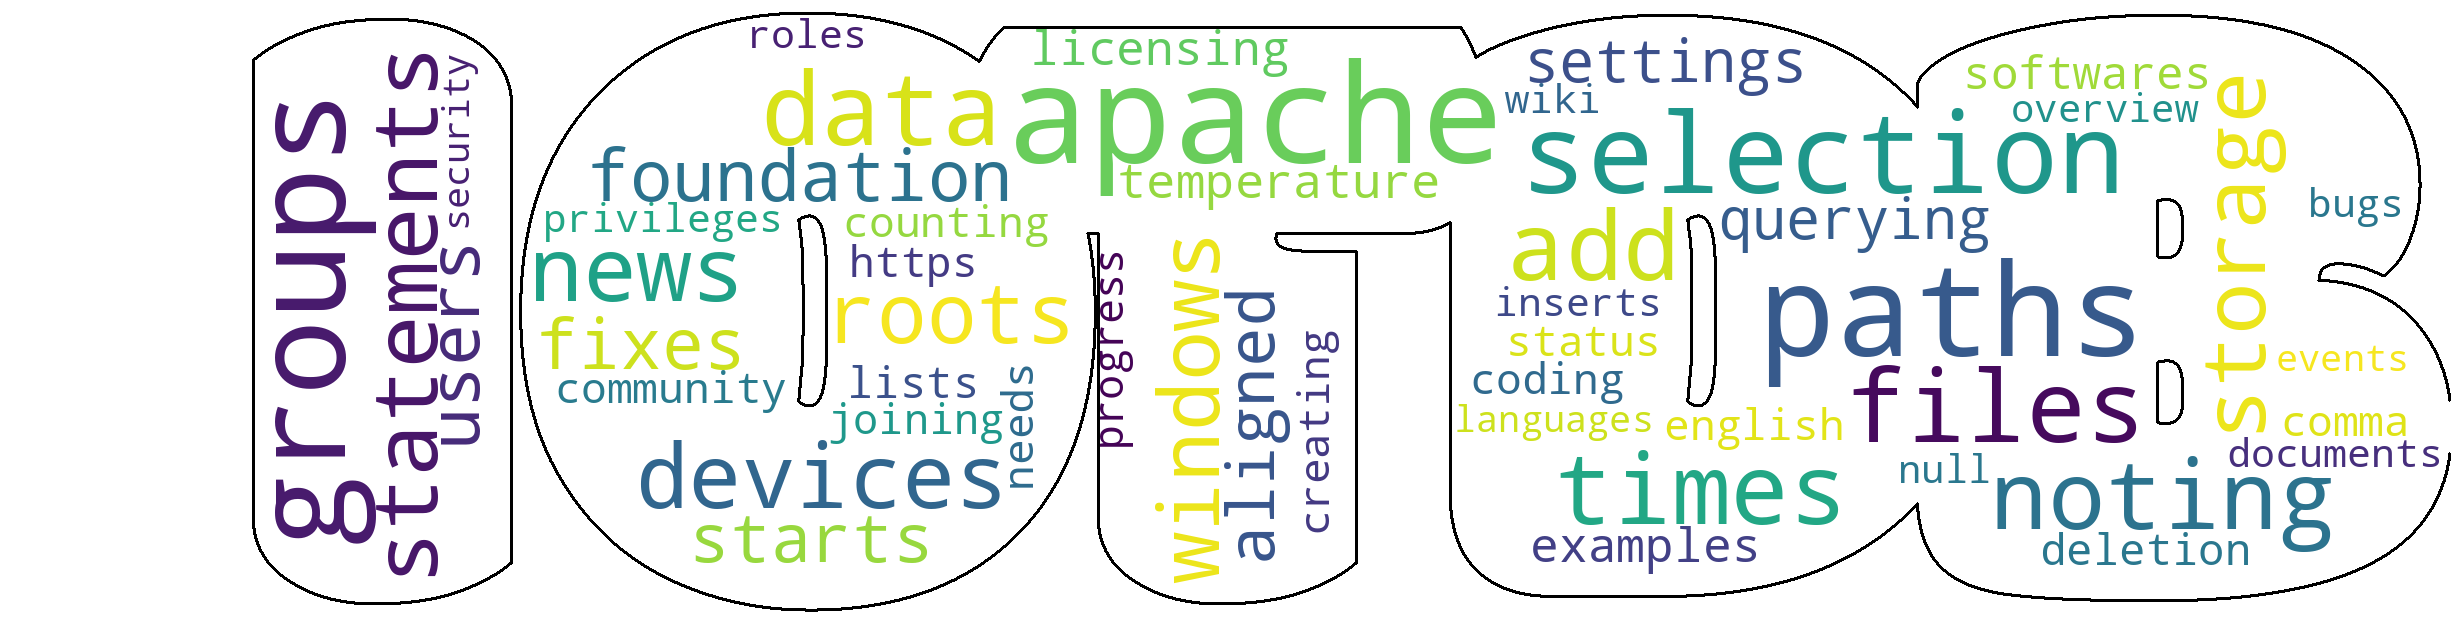 groups
statements
security
users
roles
data
foundation
privileges
counting
news
https
roots
fixes
community
lists
joining
needs
devices
starts
licensing
apache
temperature
progress
windows
aligned
creating
settings
wiki
selection
add
querying
inserts
status
paths
coding
languages
english
files
times
null
examples
softwares
overview
storage
bugs
events
comma
documents
noting
deletion